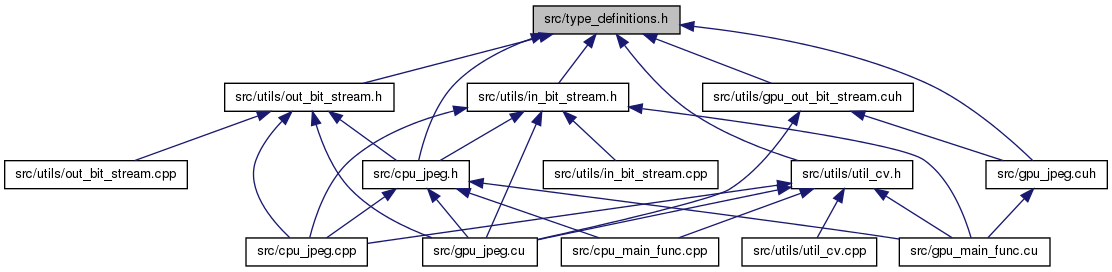 src/type_definitions.h
src/utils/out_bit_stream.h
src/utils/in_bit_stream.h
src/utils/gpu_out_bit_stream.cuh
src/utils/out_bit_stream.cpp
src/cpu_jpeg.h
src/utils/in_bit_stream.cpp
src/utils/util_cv.h
src/gpu_jpeg.cuh
src/cpu_jpeg.cpp
src/gpu_jpeg.cu
src/cpu_main_func.cpp
src/utils/util_cv.cpp
src/gpu_main_func.cu